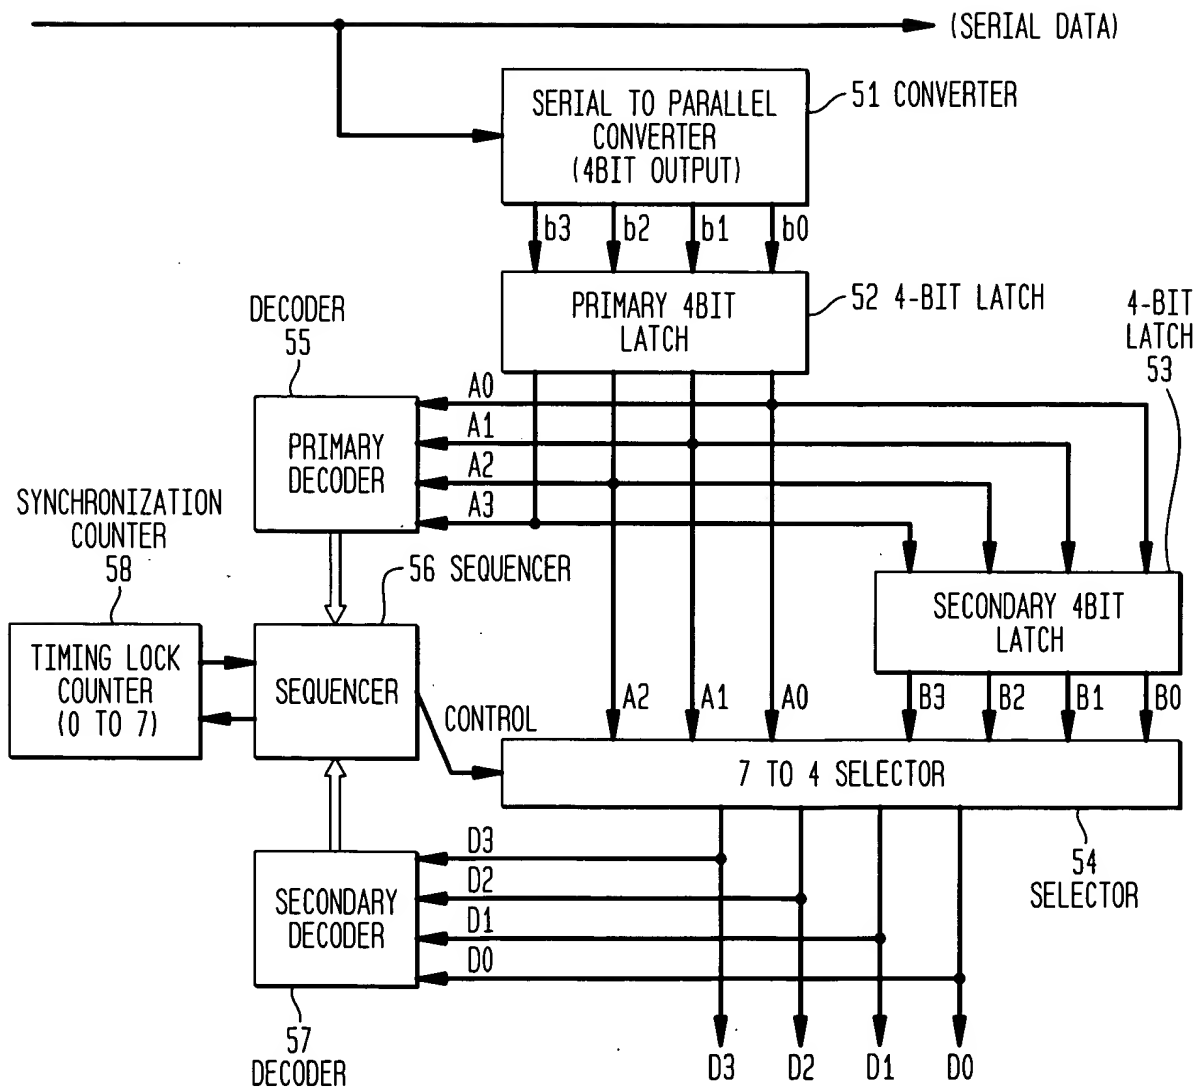 (SERIAL DATA)
SERIAL TO PARALLEL
CONVERTER
(4BIT OUTPUT)
51 CONVERTER
b3
b2
b1
b0
PRIMARY 4BIT
LATCH
52 4-BIT LATCH
4-BIT
LATCH
53
DECODER
55
PRIMARY
DECODER
A0
A1
A2
A3
SYNCHRONIZATION
COUNTER
58
56 SEQUENCER
SECONDARY 4BIT
LATCH
TIMING LOCK
COUNTER
(0 TO 7)
SEQUENCER
CONTROL
A2
A1
A0
B3
B2
B1
B0
7 TO 4 SELECTOR
54
SELECTOR
SECONDARY
DECODER
D3
D2
D1
D0
57
DECODER
D3
D2
D1
D0